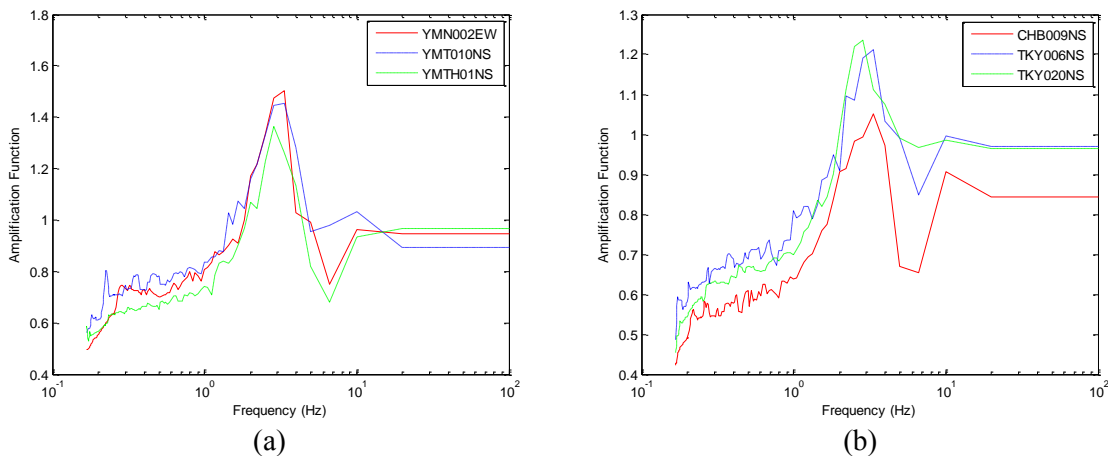 1.8
1.6
1.4
1.2
1
0.8
0.6
0.4
Amplification Function
10^-1
10^0
10^1
10^2
Frequency (Hz)
YMN002EW
YMT010NS
YMTH01NS
(a)
1.3
1.2
1.1
1
0.9
0.8
0.7
0.6
0.5
0.4
Amplification Function
10^-1
10^0
10^1
10^2
Frequency (Hz)
CHB009NS
TKY006NS
TKY020NS
(b)